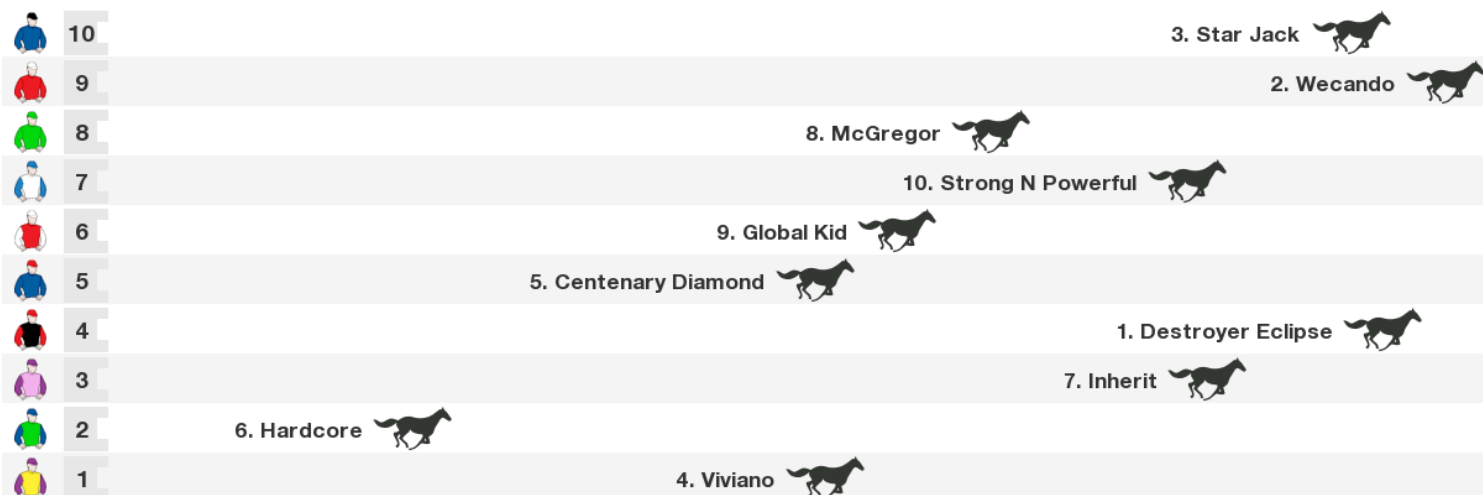 10 3. Star Jack
9 2. Wecando
8 8. McGregor
7 10. Strong N Powerful
6 9. Global Kid
5 5. Centenary Diamond
4 1. Destroyer Eclipse
3 7. Inherit
2 6. Hardcore
1 4. Viviano